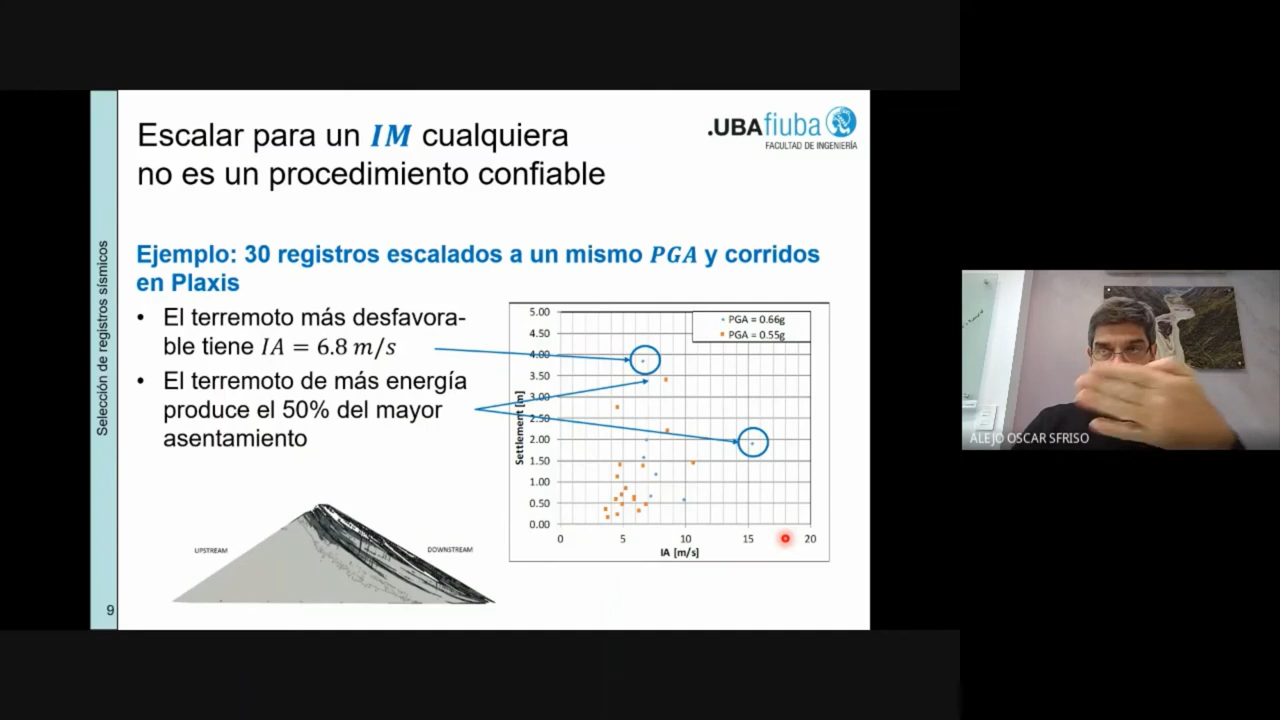 Escalar para un IM cualquiera
no es un procedimiento confiable
.UBAfiuba
FACULTAD DE INGENIERÍA
Selección de registros sísmicos
Ejemplo: 30 registros escalados a un mismo PGA y corridos
en Plaxis
• El terremoto más desfavora-
ble tiene IA = 6.8 m/s
• El terremoto de más energía
produce el 50% del mayor
asentamiento
5.00
4.50
4.00
3.50
3.00
2.50
2.00
1.50
1.00
0.50
0.00
Settlement [m]
PGA = 0.66g
PGA = 0.55g
0 5 10 15 20
IA [m/s]
UPSTREAM
DOWNSTREAM
9
ALEJO OSCAR SFRISO